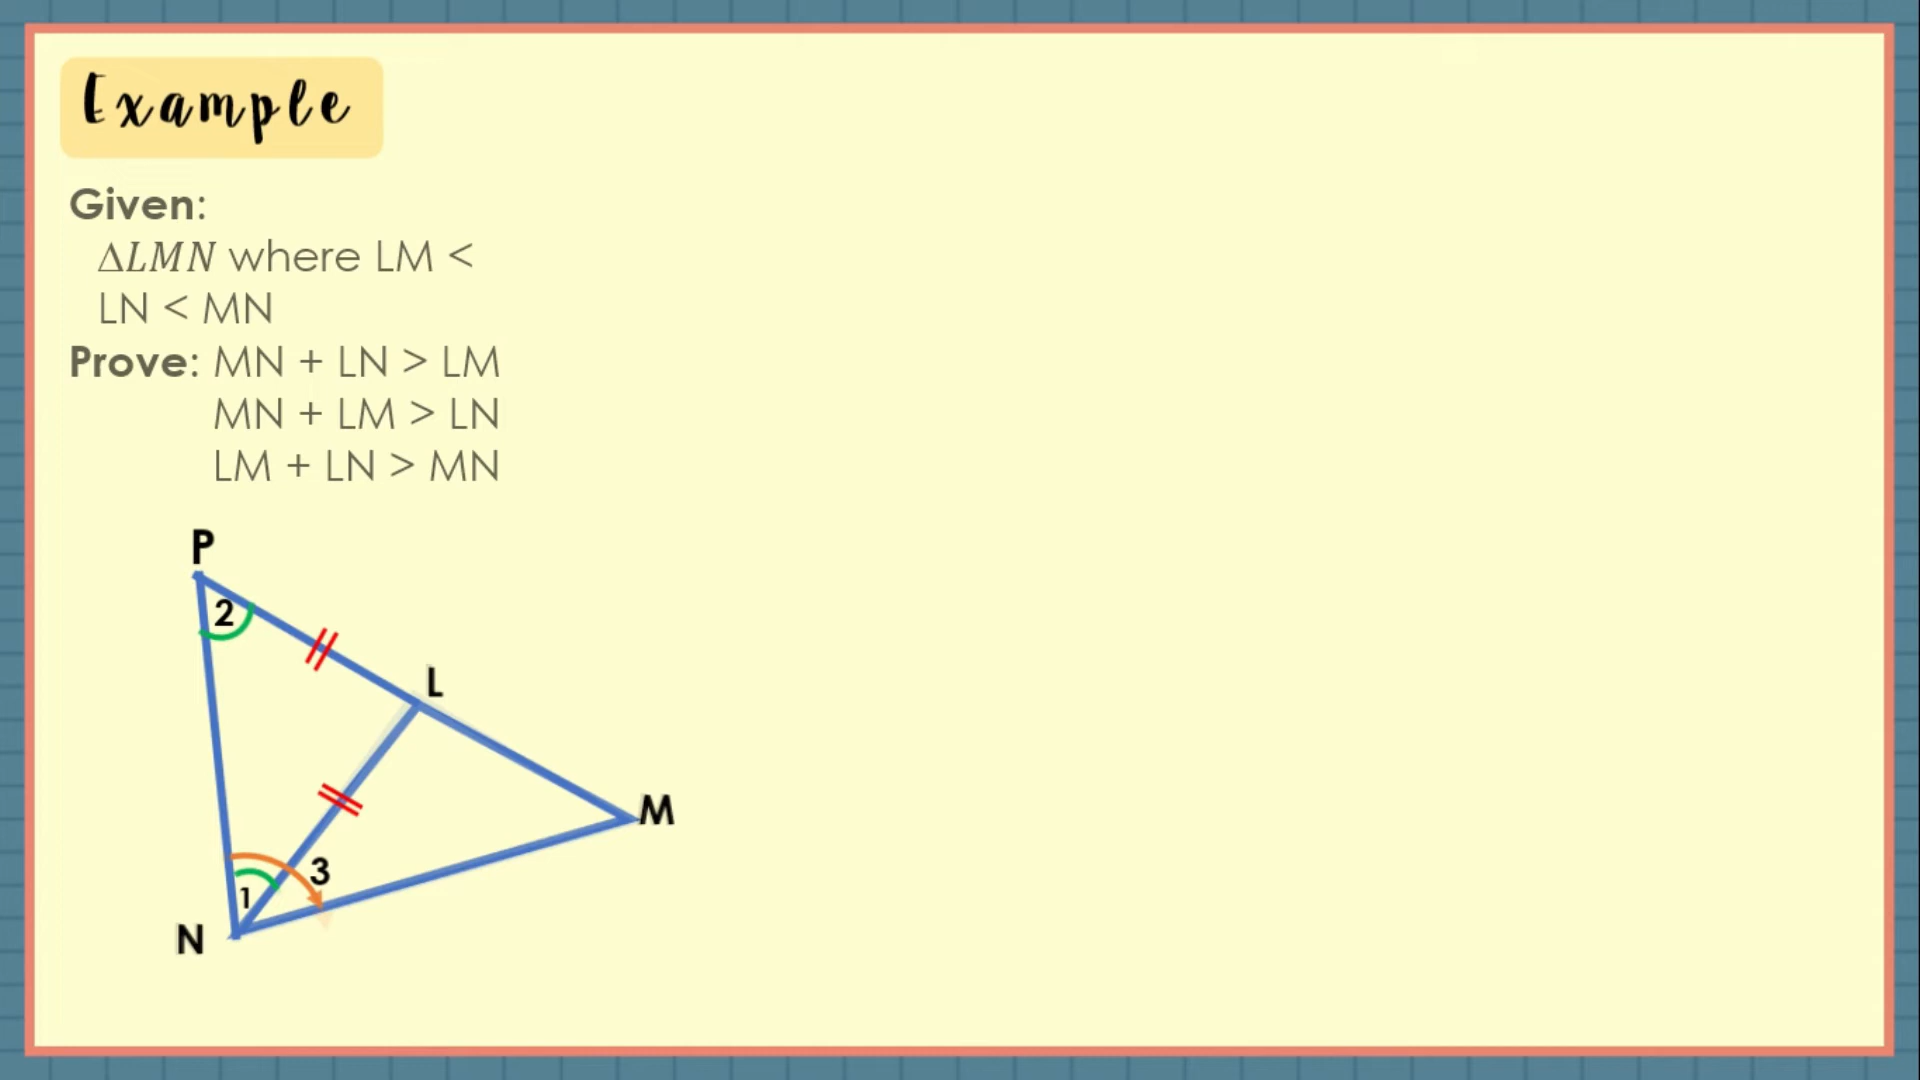 Example
Given:
ΔLMN where LM <
LN < MN
Prove: MN + LN > LM
MN + LM > LN
LM + LN > MN
P
2
L
M
3
1
N